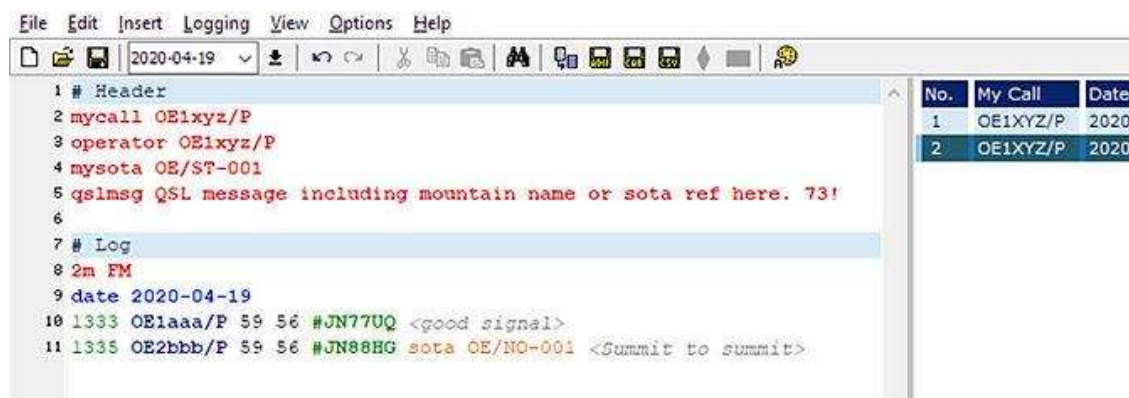 File Edit Insert Logging View Options Help
2020-04-19
1 # Header
2 mycall OE1xyz/P
3 operator OE1xyz/P
4 mysota OE/ST-001
5 qslmsg QSL message including mountain name or sota ref here. 73!
6
7 # Log
8 2m FM
9 date 2020-04-19
10 1333 OE1aaa/P 59 56 #JN77UQ <good signal>
11 1335 OE2bbb/P 59 56 #JN88HG sota OE/NO-001 <Summit to summit>
No. My Call Date
1 OE1XYZ/P 2020
2 OE1XYZ/P 2020